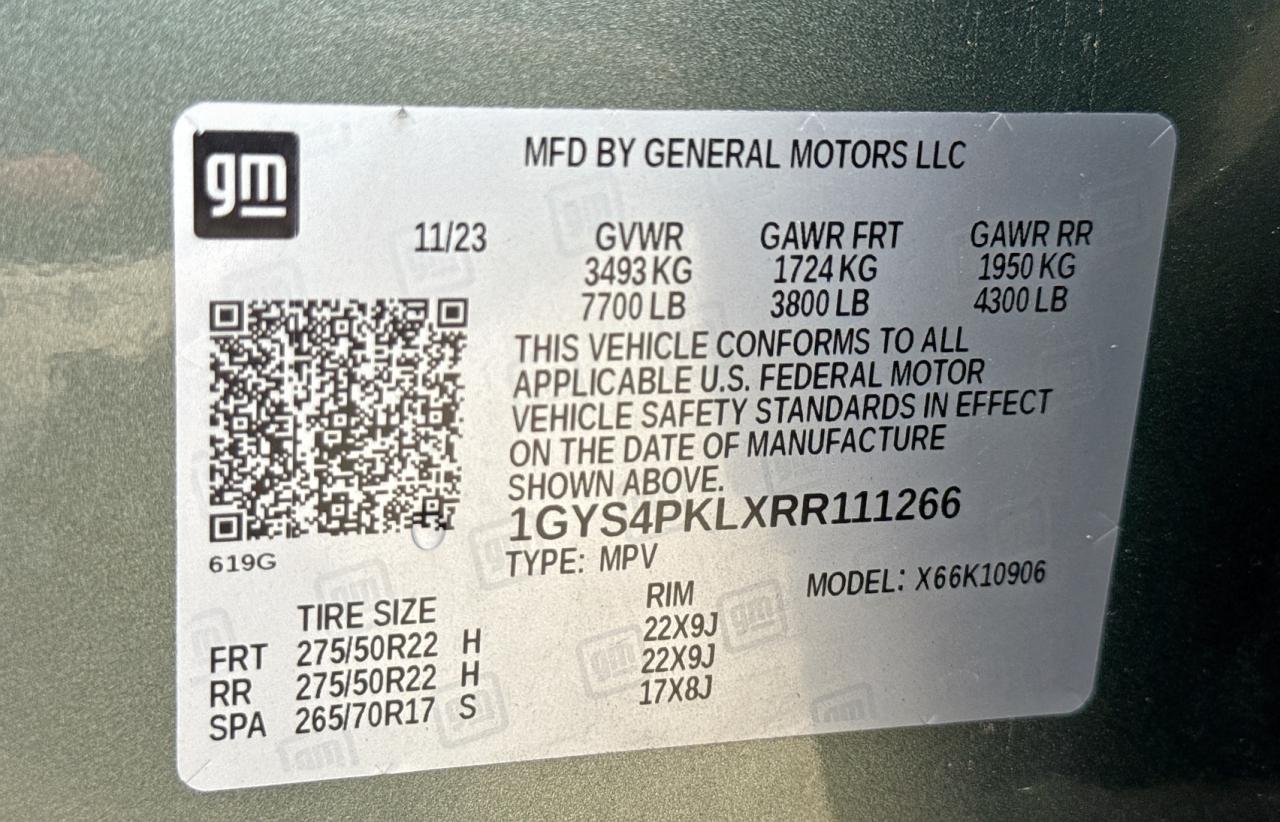 gm
MFD BY GENERAL MOTORS LLC
11/23 GVWR GAWR FRT GAWR RR
3493 KG 1724 KG 1950 KG
7700 LB 3800 LB 4300 LB
THIS VEHICLE CONFORMS TO ALL
APPLICABLE U.S. FEDERAL MOTOR
VEHICLE SAFETY STANDARDS IN EFFECT
ON THE DATE OF MANUFACTURE
SHOWN ABOVE.
1GYS4PKLXRR111266
619G
TYPE: MPV MODEL: X66K10906
TIRE SIZE RIM
FRT 275/50R22 H 22X9J
RR 275/50R22 H 22X9J
SPA 265/70R17 S 17X8J